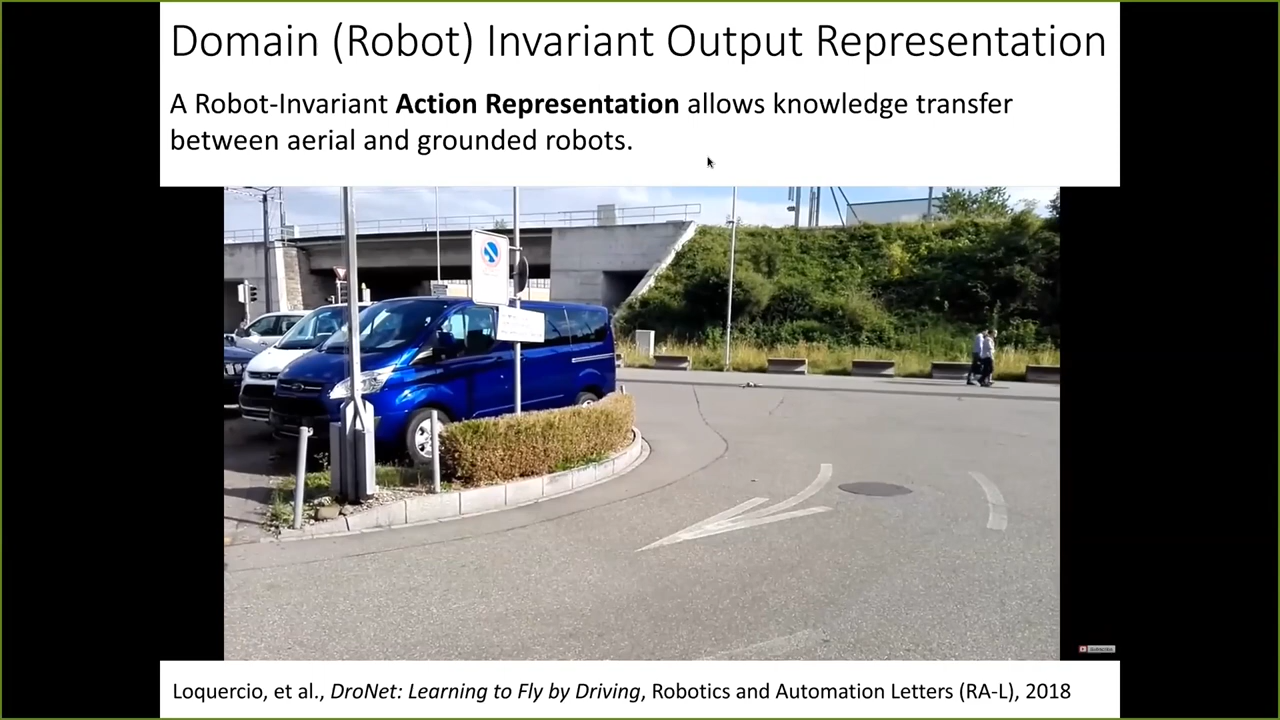 Domain (Robot) Invariant Output Representation
A Robot-Invariant Action Representation allows knowledge transfer
between aerial and grounded robots.
Loquercio, et al., DroNet: Learning to Fly by Driving, Robotics and Automation Letters (RA-L), 2018